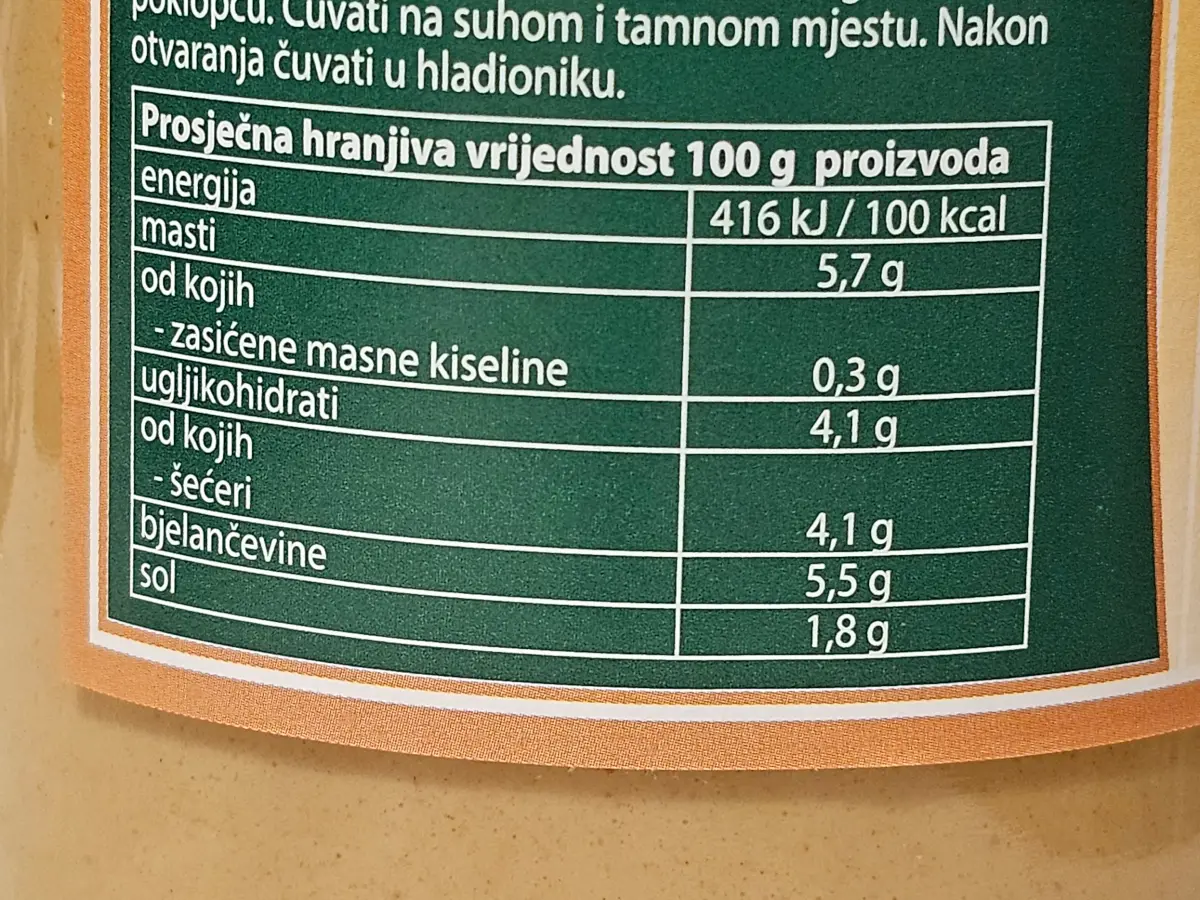 poklopcu. Čuvati na suhom i tamnom mjestu. Nakon
otvaranja čuvati u hladioniku.
Prosječna hranjiva vrijednost 100 g proizvoda
energija 416 kJ / 100 kcal
masti 5,7 g
od kojih
- zasićene masne kiseline 0,3 g
ugljikohidrati 4,1 g
od kojih
- šećeri 4,1 g
bjelančevine 5,5 g
sol 1,8 g